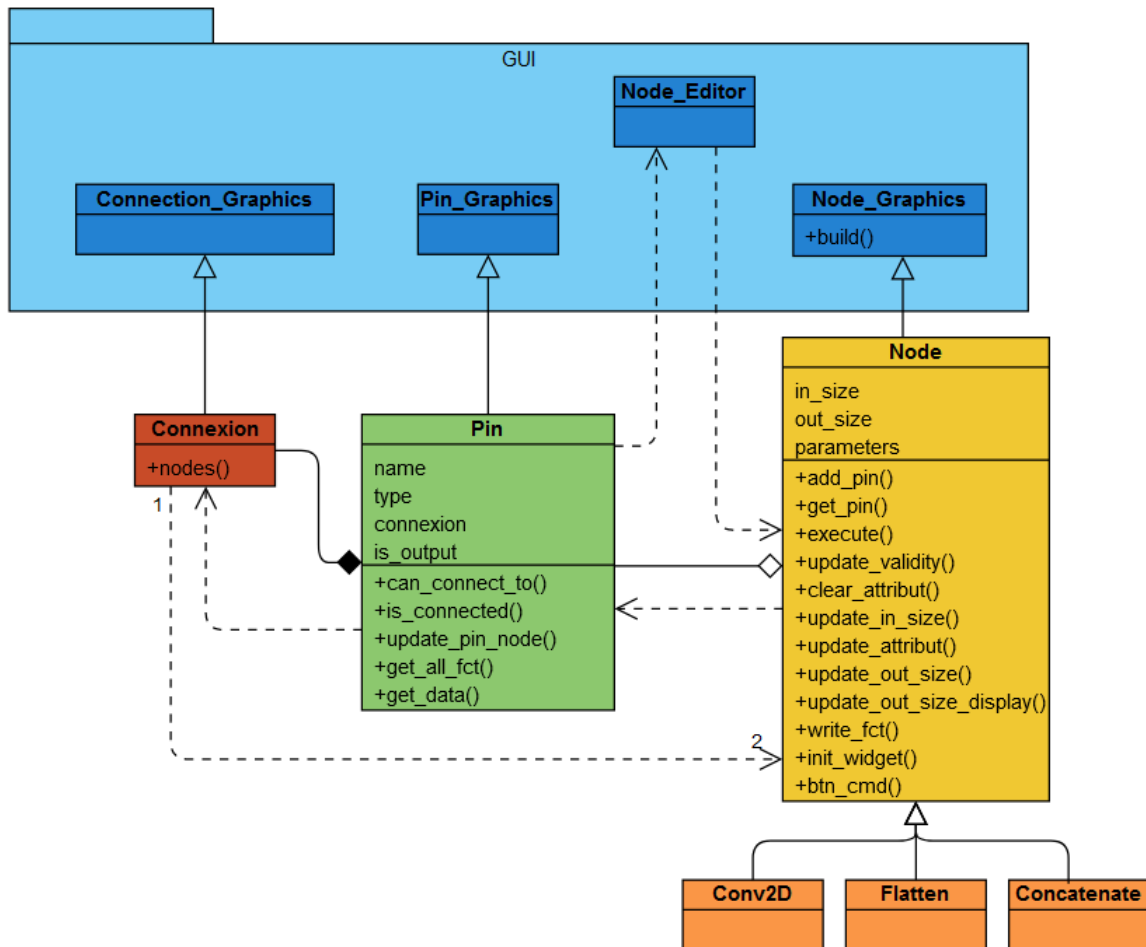 GUI
Node_Editor
Connection_Graphics
Pin_Graphics
Node_Graphics
+build()
Node
in_size
out_size
parameters
+add_pin()
+get_pin()
+execute()
+update_validity()
+clear_attribut()
+update_in_size()
+update_attribut()
+update_out_size()
+update_out_size_display()
+write_fct()
+init_widget()
+btn_cmd()
Connexion
+nodes()
1
Pin
name
type
connexion
is_output
+can_connect_to()
+is_connected()
+update_pin_node()
+get_all_fct()
+get_data()
2
Conv2D
Flatten
Concatenate